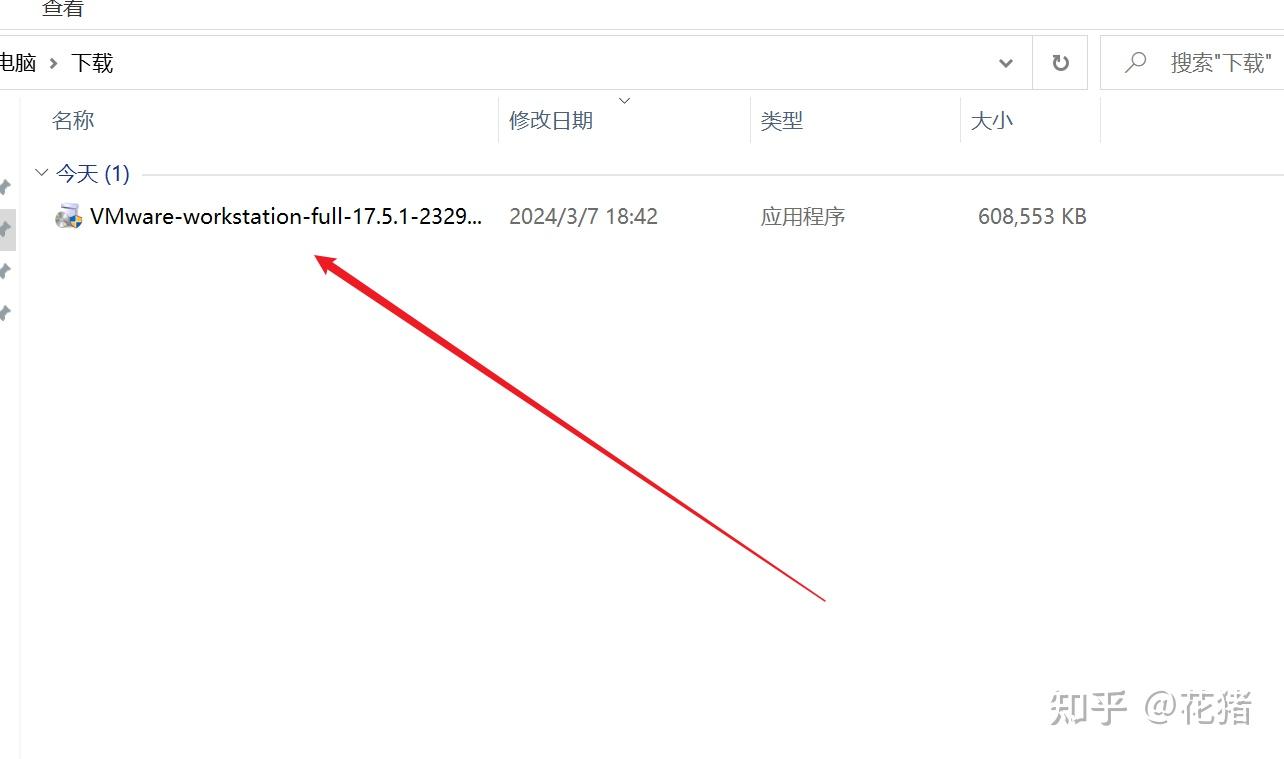 查看
电脑 > 下载
搜索"下载"
名称 修改日期 类型 大小
今天 (1)
VMware-workstation-full-17.5.1-2329... 2024/3/7 18:42 应用程序 608,553 KB
知乎 @花猪